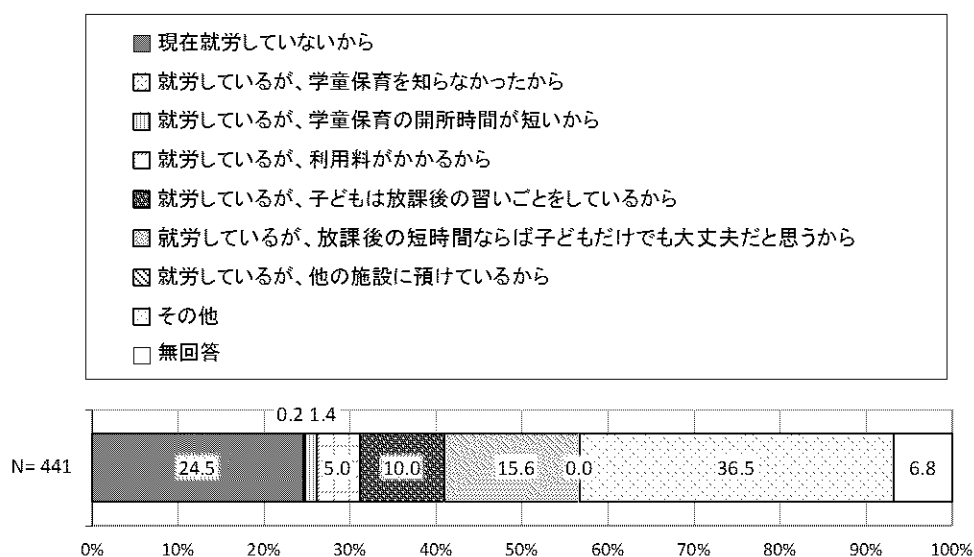 現在就労していないから
就労しているが、学童保育を知らなかったから
就労しているが、学童保育の開所時間が短いから
就労しているが、利用料がかかるから
就労しているが、子どもは放課後の習いごとをしているから
就労しているが、放課後の短時間ならば子どもだけでも大丈夫だと思うから
就労しているが、他の施設に預けているから
その他
無回答
0.2 1.4
N= 441 24.5 5.0 10.0 15.6 0.0 36.5 6.8
0% 10% 20% 30% 40% 50% 60% 70% 80% 90% 100%